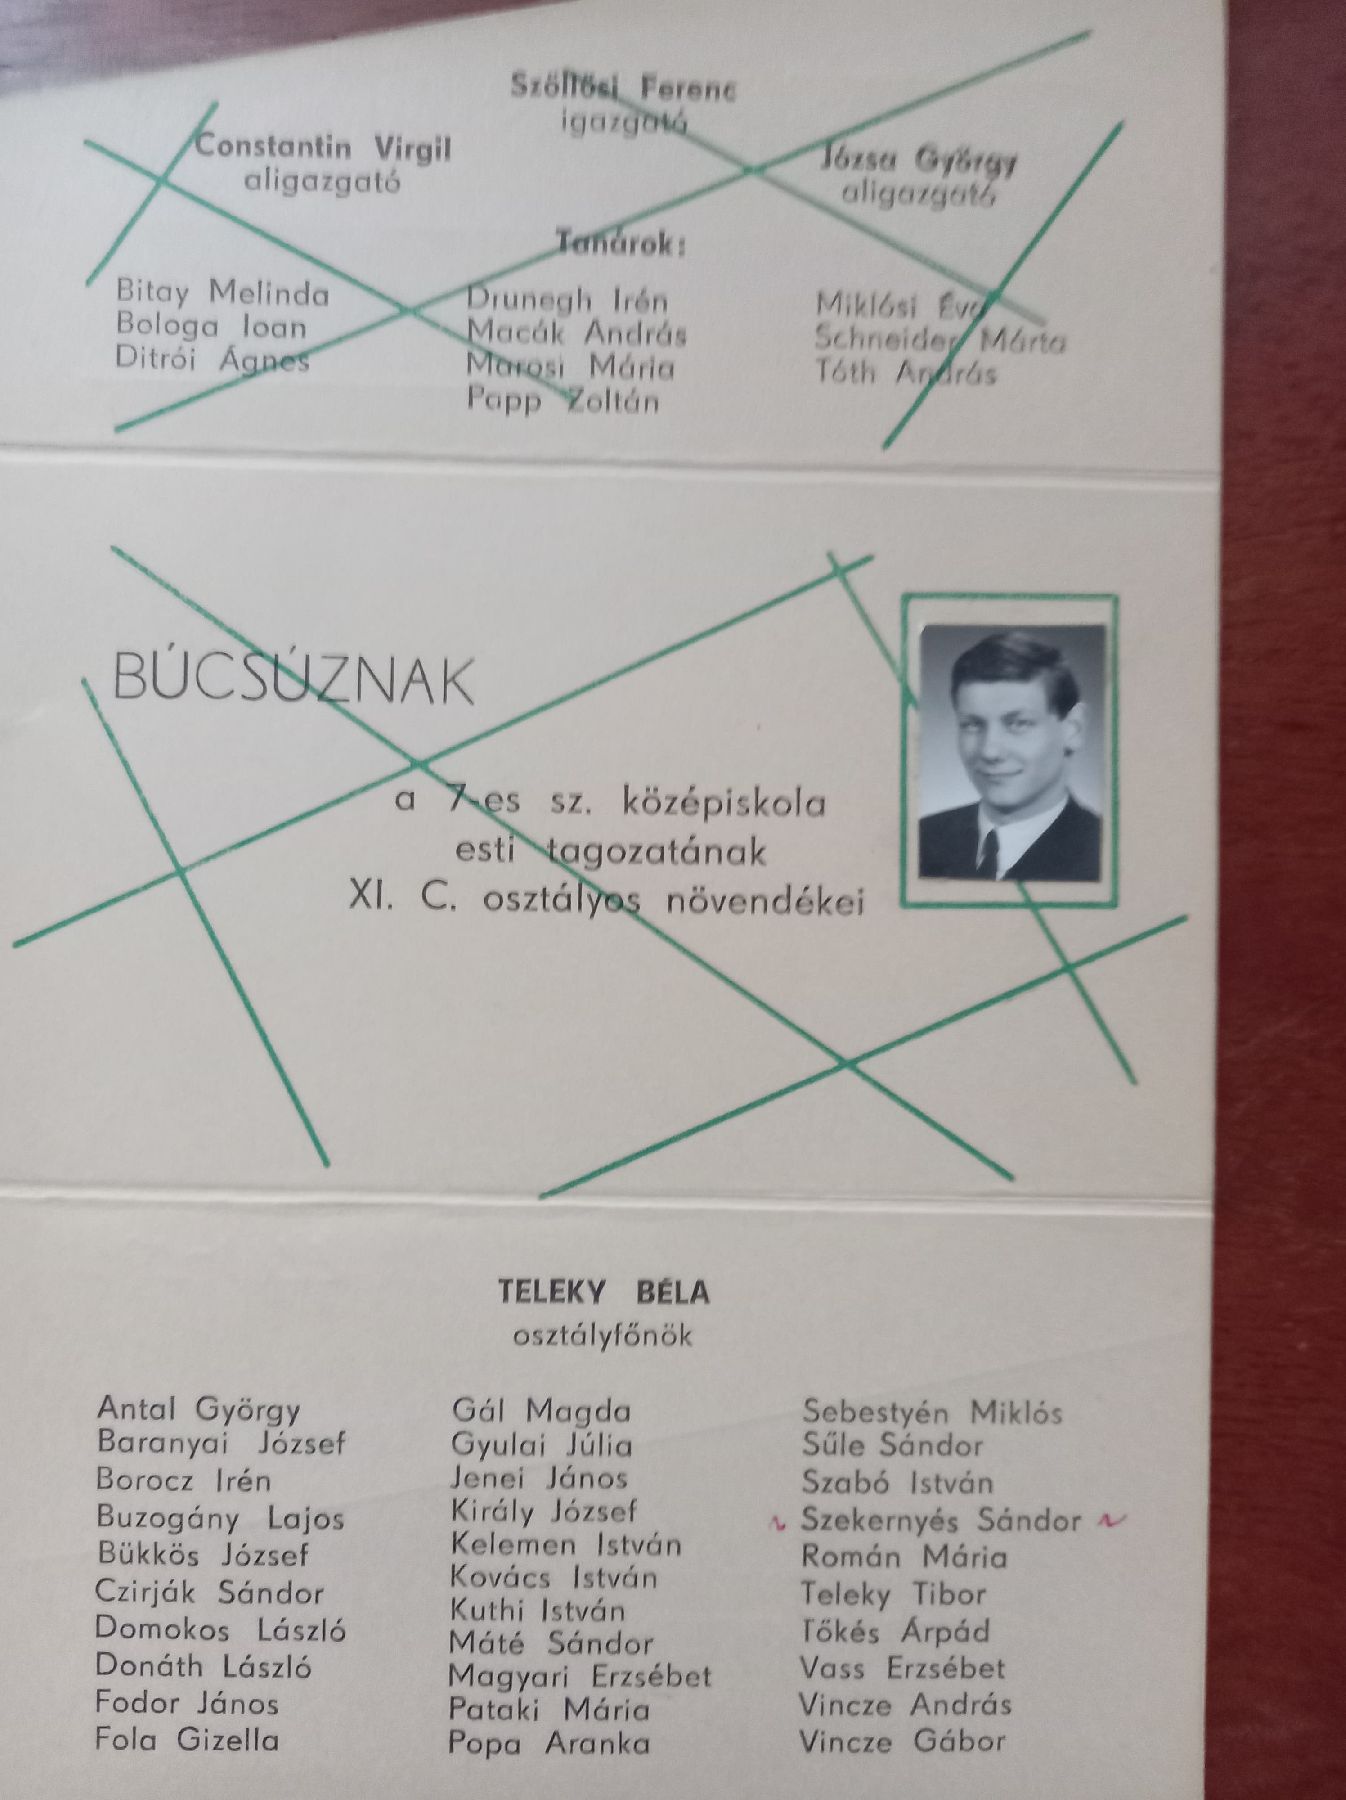 Szöllősi Ferenc
igazgató
Constantin Virgil
aligazgató
Józsa György
aligazgató
Tanárok:
Bitay Melinda
Bologa Ioan
Ditrói Ágnes
Drunegh Irén
Macák András
Marosi Mária
Papp Zoltán
Miklósi Éva
Schneider Márta
Tóth András
BÚCSÚZNAK
a 7-es sz. középiskola
esti tagozatának
XI. C. osztályos növendékei
TELEKY BÉLA
osztályfőnök
Antal György
Baranyai József
Borocz Irén
Buzogány Lajos
Bükkös József
Czirják Sándor
Domokos László
Donáth László
Fodor János
Fola Gizella
Gál Magda
Gyulai Júlia
Jenei János
Király József
Kelemen István
Kovács István
Kuthi István
Máté Sándor
Magyari Erzsébet
Pataki Mária
Popa Aranka
Sebestyén Miklós
Sűle Sándor
Szabó István
Szekernyés Sándor
Román Mária
Teleky Tibor
Tőkés Árpád
Vass Erzsébet
Vincze András
Vincze Gábor